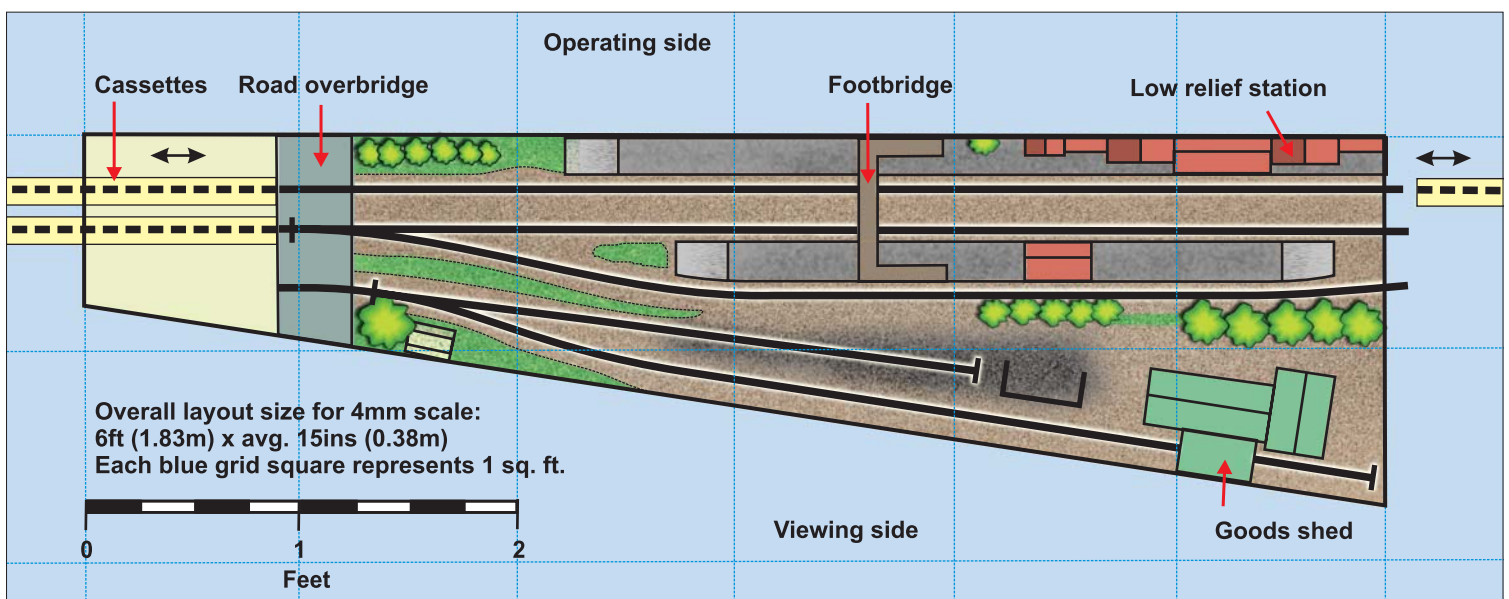 Operating side
Cassettes
Road overbridge
Footbridge
Low relief station
Overall layout size for 4mm scale:
6ft (1.83m) x avg. 15ins (0.38m)
Each blue grid square represents 1 sq. ft.
0 1 2
Feet
Viewing side
Goods shed